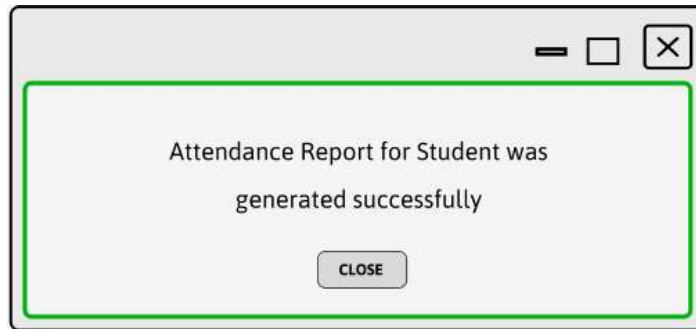 Attendance Report for Student was
generated successfully
CLOSE